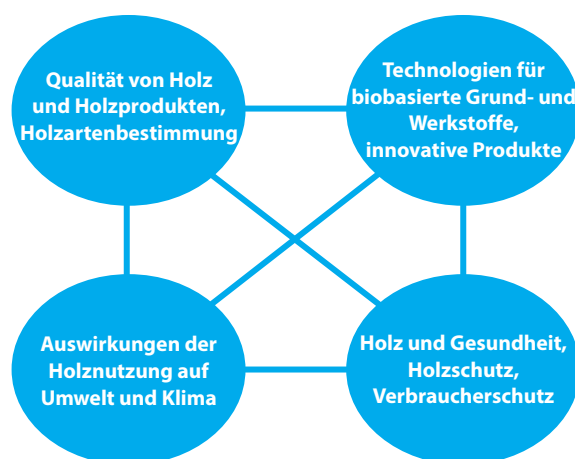 Qualität von Holz
und Holzprodukten,
Holzartenbestimmung
Technologien für
biobasierte Grund- und
Werkstoffe,
innovative Produkte
Auswirkungen der
Holznutzung auf
Umwelt und Klima
Holz und Gesundheit,
Holzschutz,
Verbraucherschutz